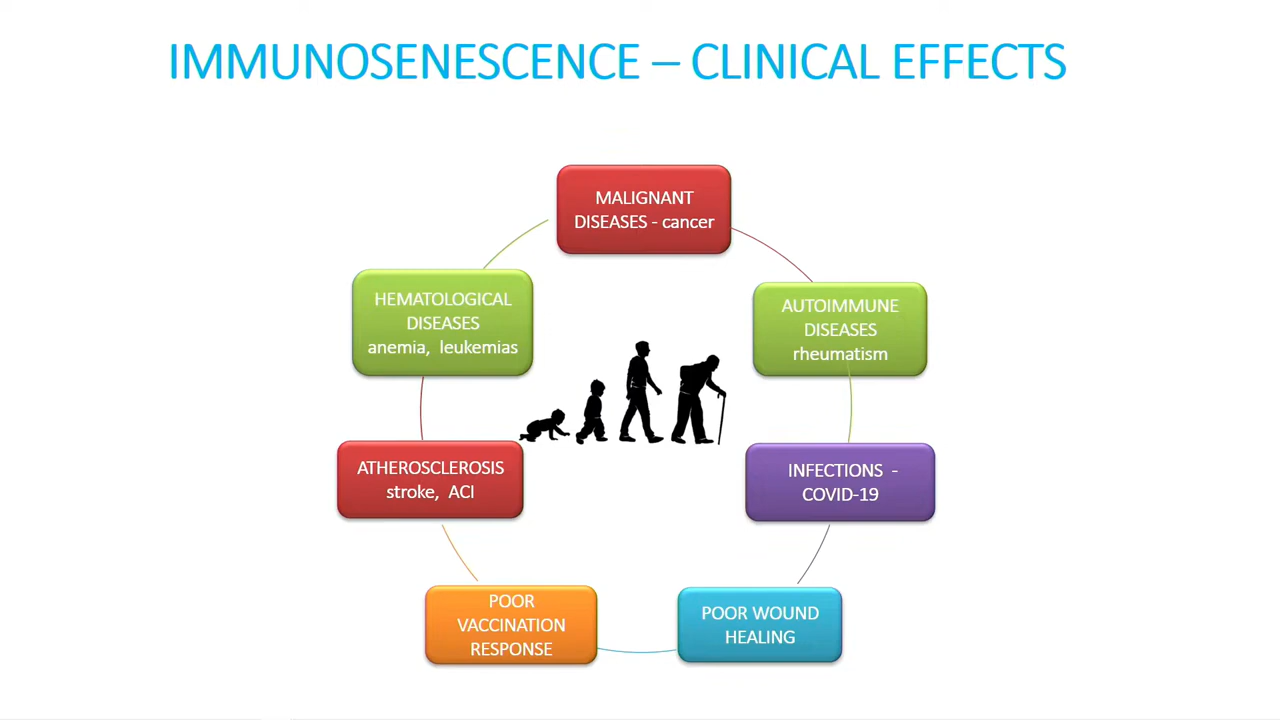 IMMUNOSENESCENCE – CLINICAL EFFECTS
MALIGNANT
DISEASES - cancer
AUTOIMMUNE
DISEASES
rheumatism
INFECTIONS -
COVID-19
POOR WOUND
HEALING
POOR
VACCINATION
RESPONSE
ATHEROSCLEROSIS
stroke, ACI
HEMATOLOGICAL
DISEASES
anemia, leukemias